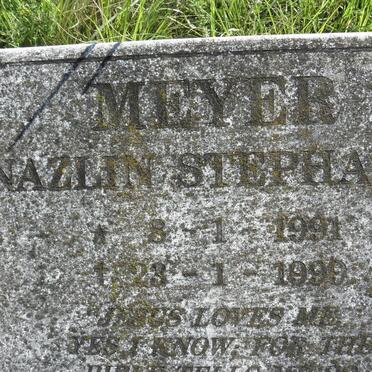 MEYER
NAZLIN STEPHA
* 8 - 1 - 1991
† 23 - 1 - 1999
"JESUS LOVES ME,
YES, I KNOW, FOR THE